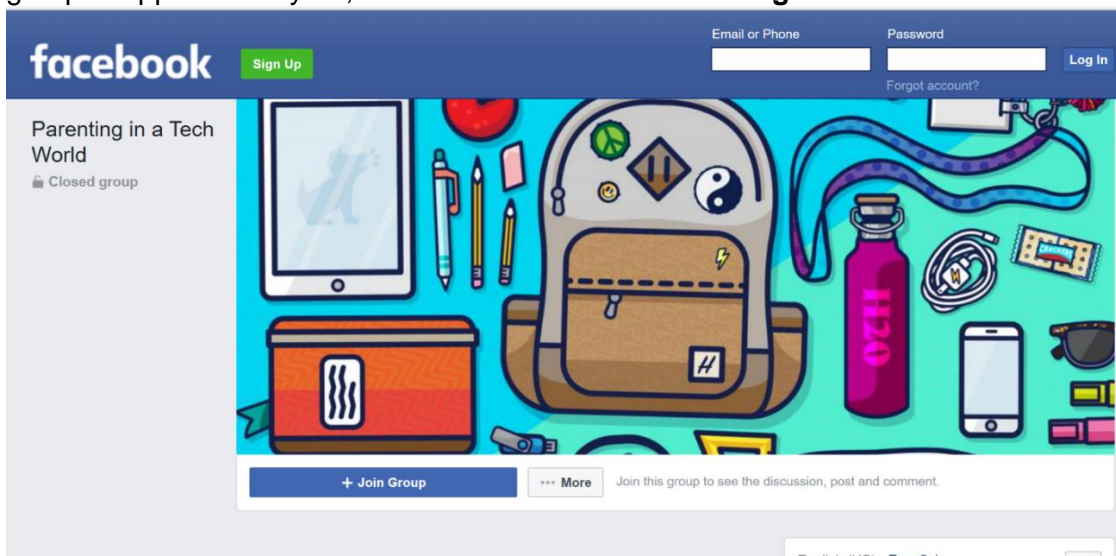 Email or Phone
Password
facebook
Sign Up
Log In
Forgot account?
Parenting in a Tech
World
Closed group
H
CRACKERS
H2O
+ Join Group
••• More
Join this group to see the discussion, post and comment.